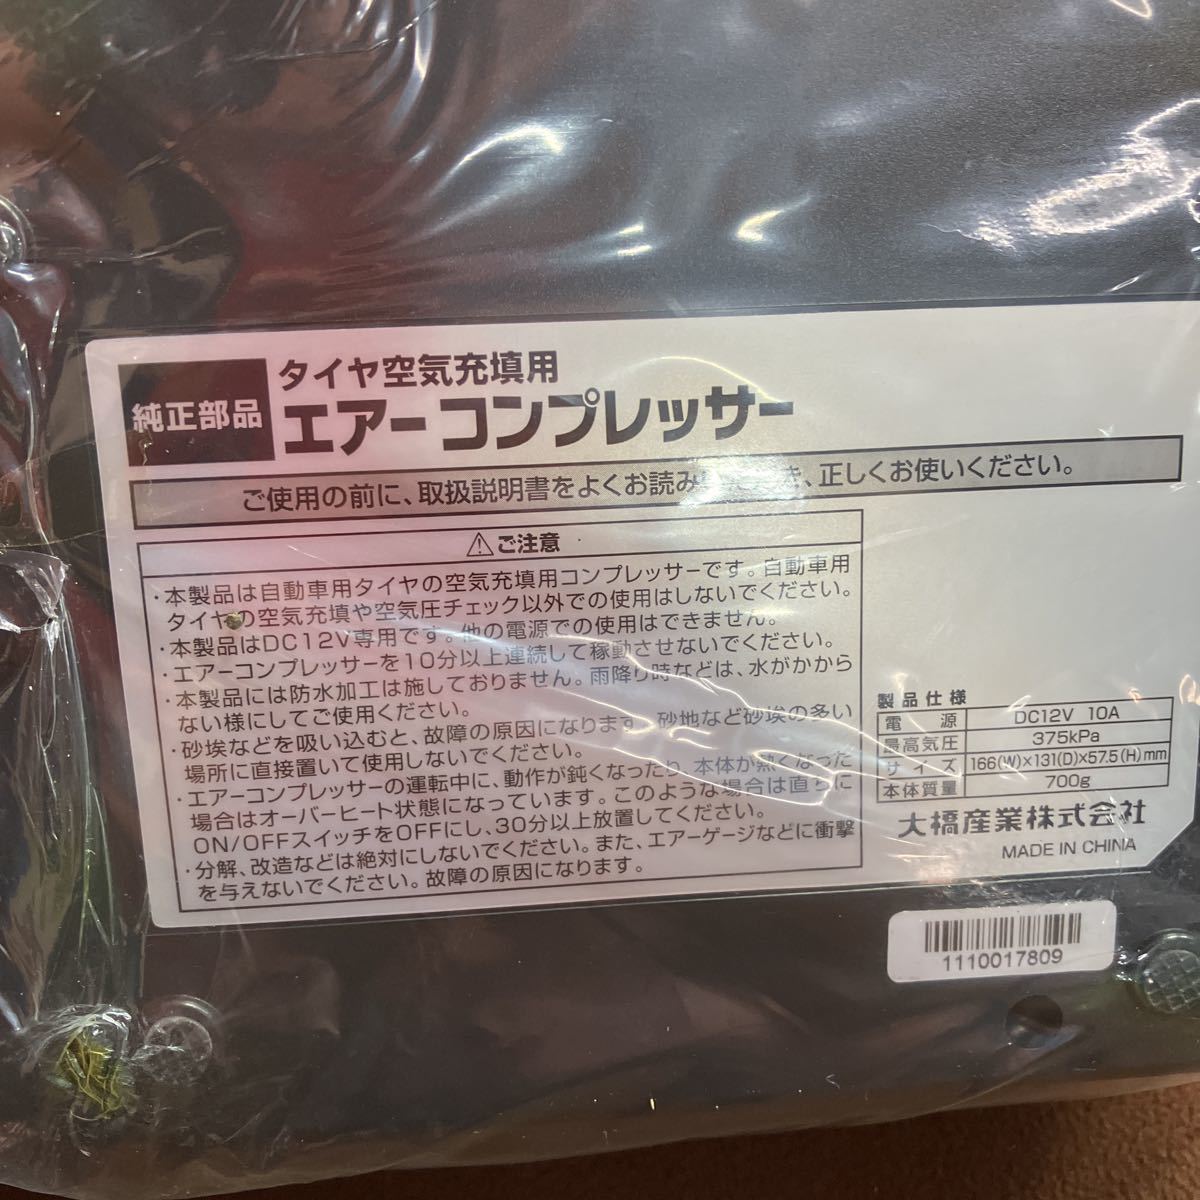 純正部品
タイヤ空気充填用
エアーコンプレッサー
ご使用の前に、取扱説明書をよくお読み き、正しくお使いください。
⚠ご注意
・本製品は自動車用タイヤの空気充填用コンプレッサーです。自動車用
タイヤの空気充填や空気圧チェック以外での使用はしないでください。
・本製品はDC12V専用です。他の電源での使用はできません。
・エアーコンプレッサーを10分以上連続して稼動させないでください。
・本製品には防水加工は施しておりません。雨降り時などは、水がかから
ない様にしてご使用ください。
・砂埃などを吸い込むと、故障の原因になります。砂地など砂埃の多い
場所に直接置いて使用しないでください。
・エアーコンプレッサーの運転中に、動作が鈍くなったり、本体が熱くなった
場合はオーバーヒート状態になっています。このような場合は直ちに
ON/OFFスイッチをOFFにし、30分以上放置してください。
・分解、改造などは絶対にしないでください。また、エアーゲージなどに衝撃
を与えないでください。故障の原因になります。
製品仕様
電源 DC12V 10A
最高気圧 375kPa
サイズ 166(W)×131(D)×57.5(H)mm
本体質量 700g
大橋産業株式会社
MADE IN CHINA
1110017809